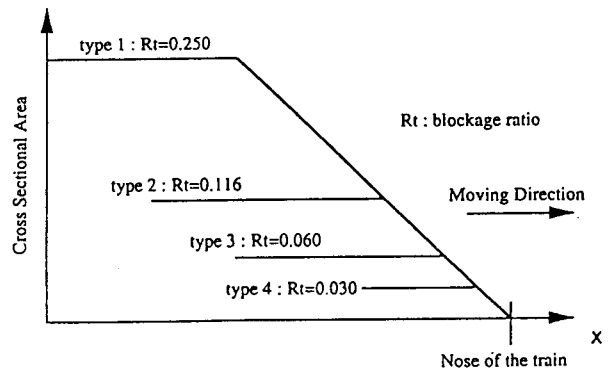 type 1 : Rt=0.250
Cross Sectional Area
Rt : blockage ratio
type 2 : Rt=0.116
Moving Direction
type 3 : Rt=0.060
type 4 : Rt=0.030
X
Nose of the train